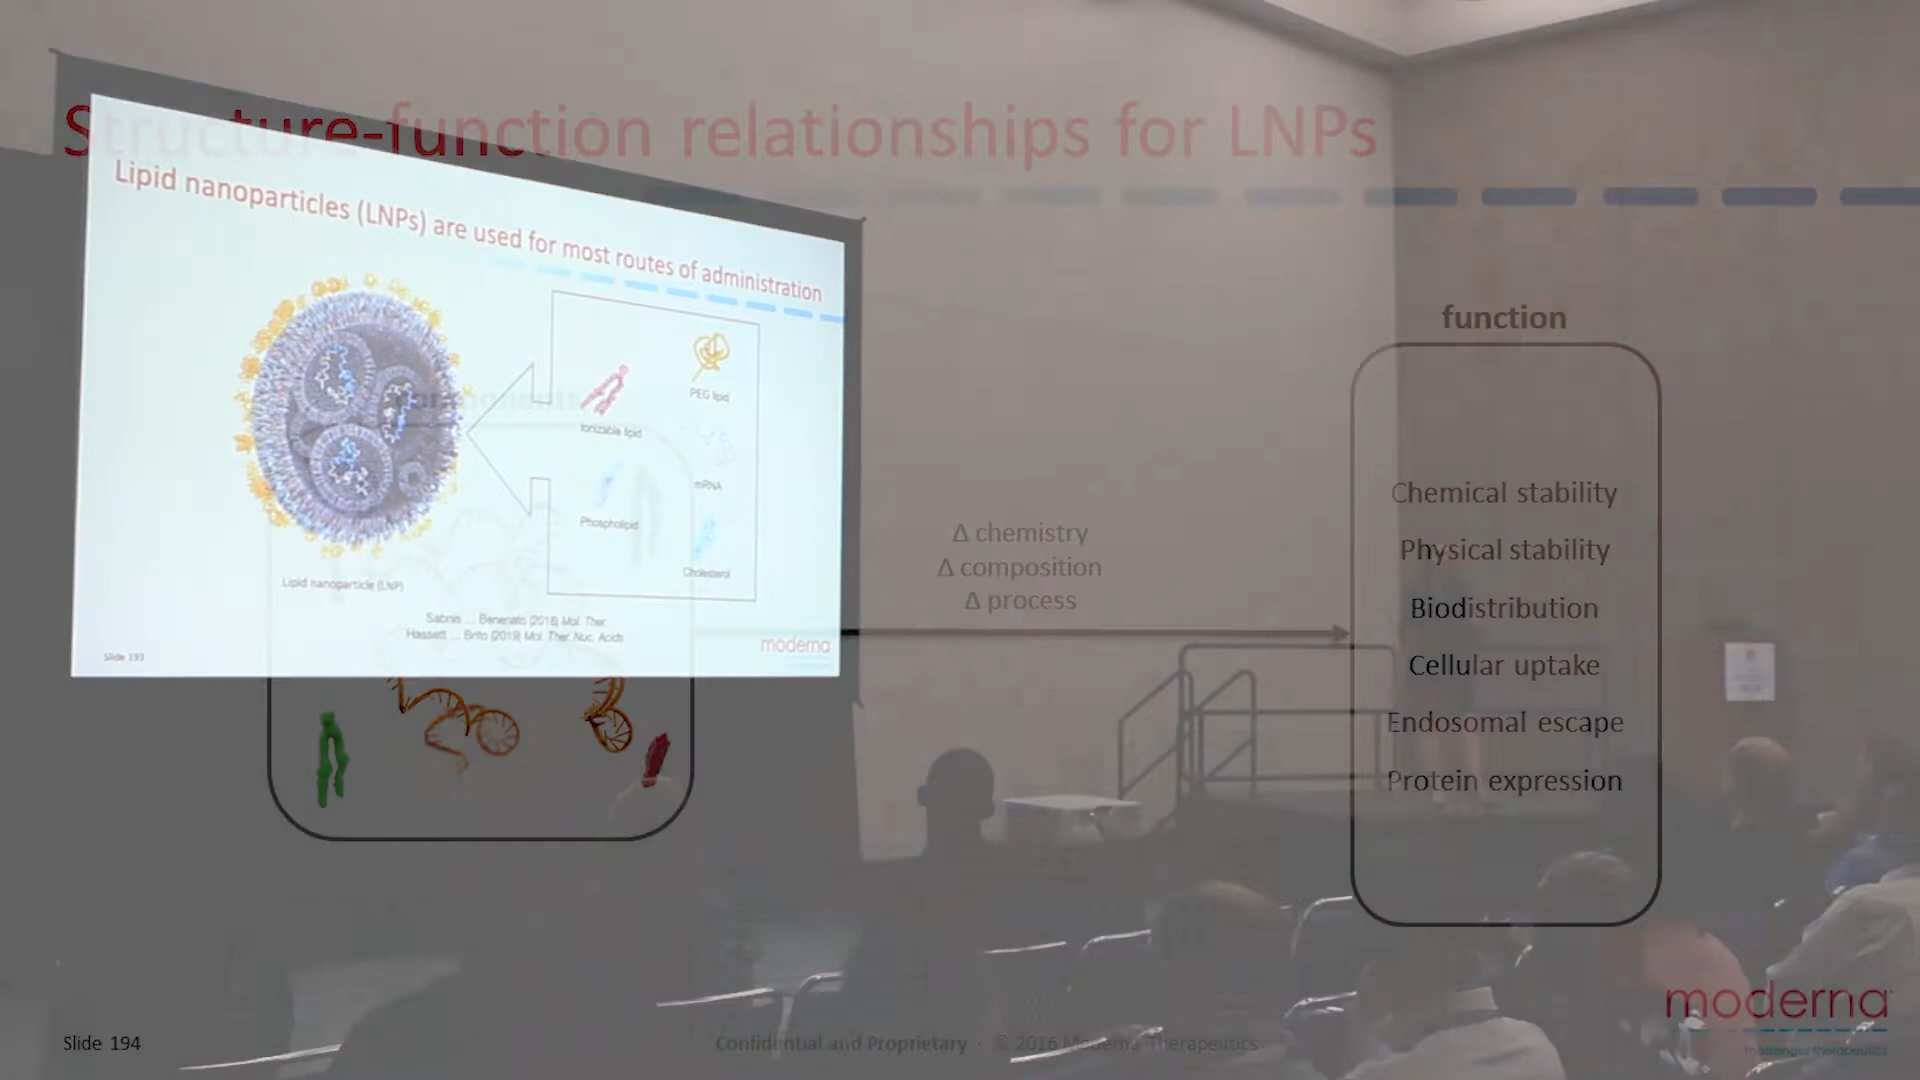 Structure-function relationships for LNPs
Lipid nanoparticles (LNPs) are used for most routes of administration
PEG lipid
Ionizable lipid
mRNA
Phospholipid
Cholesterol
Lipid nanoparticle (LNP)
Sabnis ... Benenato (2018) Mol. Ther.
Hassett ... Brito (2019) Mol. Ther. Nuc. Acids
Slide 193
moderna
components
Δ chemistry
Δ composition
Δ process
function
Chemical stability
Physical stability
Biodistribution
Cellular uptake
Endosomal escape
Protein expression
Slide 194
Confidential and Proprietary · © 2016 Moderna Therapeutics
moderna